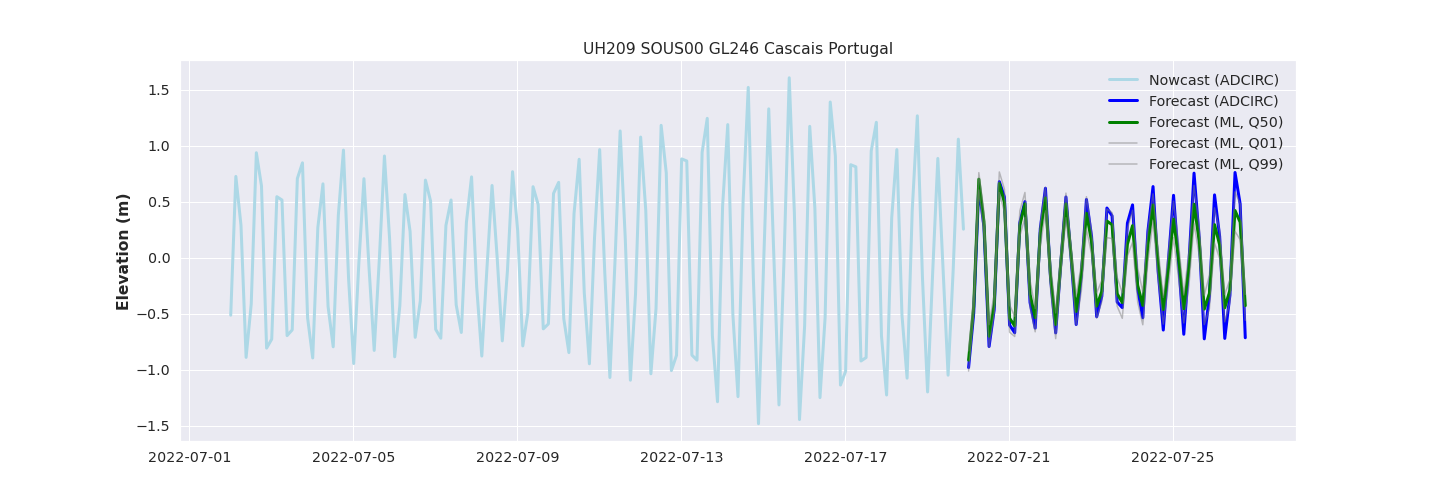 UH209 SOUS00 GL246 Cascais Portugal
Nowcast (ADCIRC)
Forecast (ADCIRC)
Forecast (ML, Q50)
Forecast (ML, Q01)
Forecast (ML, Q99)
Elevation (m)
1.5
1.0
0.5
0.0
−0.5
−1.0
−1.5
2022-07-01 2022-07-05 2022-07-09 2022-07-13 2022-07-17 2022-07-21 2022-07-25